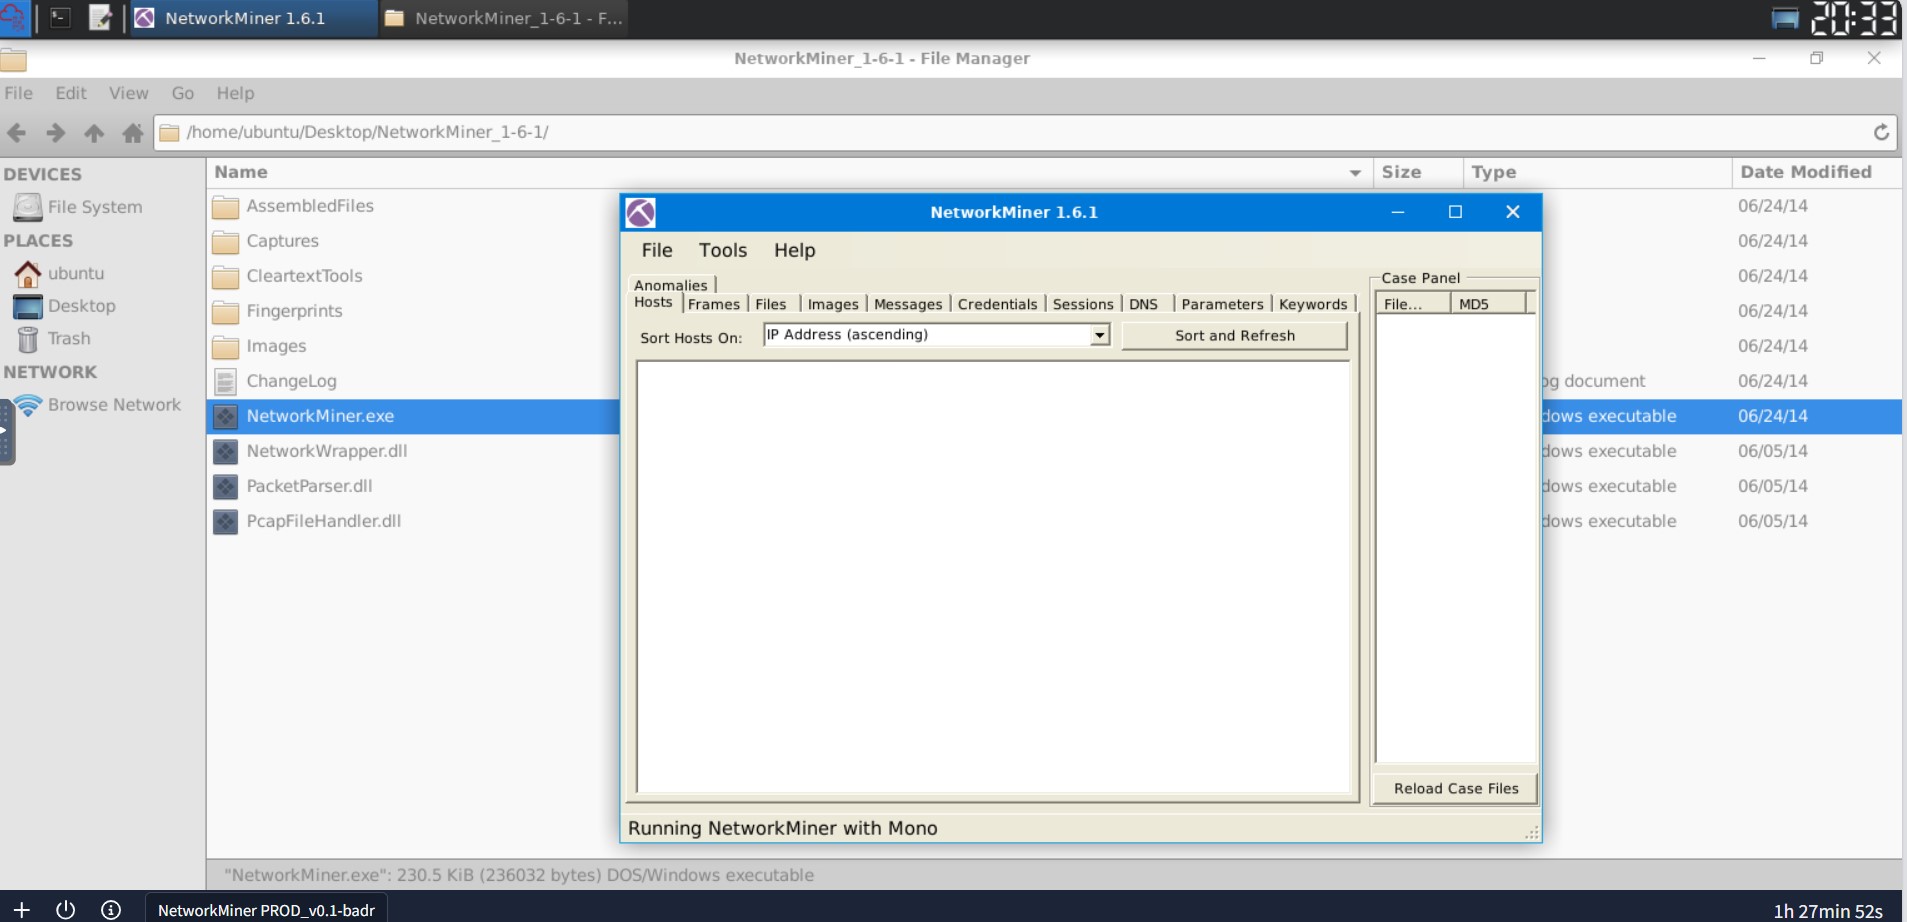 NetworkMiner 1.6.1
NetworkMiner_1-6-1 - F...
20:33
NetworkMiner_1-6-1 - File Manager
File Edit View Go Help
/home/ubuntu/Desktop/NetworkMiner_1-6-1/
DEVICES
File System
PLACES
ubuntu
Desktop
Trash
NETWORK
Browse Network
Name Size Type Date Modified
AssembledFiles 06/24/14
Captures 06/24/14
CleartextTools 06/24/14
Fingerprints 06/24/14
Images 06/24/14
ChangeLog og document 06/24/14
NetworkMiner.exe dows executable 06/24/14
NetworkWrapper.dll dows executable 06/05/14
PacketParser.dll dows executable 06/05/14
PcapFileHandler.dll dows executable 06/05/14
NetworkMiner 1.6.1
File Tools Help
Anomalies
Hosts Frames Files Images Messages Credentials Sessions DNS Parameters Keywords
Sort Hosts On: IP Address (ascending) Sort and Refresh
Case Panel
File... MD5
Reload Case Files
Running NetworkMiner with Mono
"NetworkMiner.exe": 230.5 KiB (236032 bytes) DOS/Windows executable
NetworkMiner PROD_v0.1-badr
1h 27min 52s